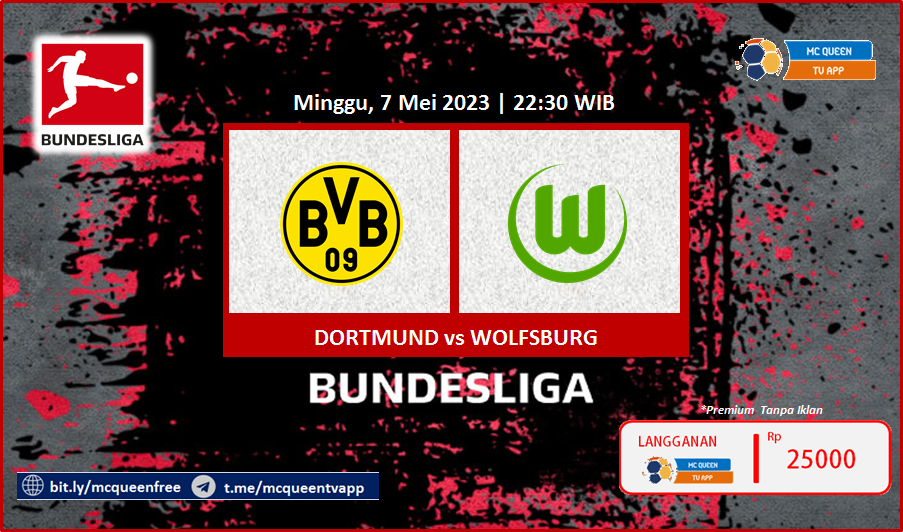 BUNDESLIGA
MC QUEEN
TV APP
Minggu, 7 Mei 2023 | 22:30 WIB
BVB
09
W
DORTMUND vs WOLFSBURG
BUNDESLIGA
*Premium Tanpa Iklan
LANGGANAN
Rp
MC QUEEN
TV APP
25000
bit.ly/mcqueenfree
t.me/mcqueentvapp